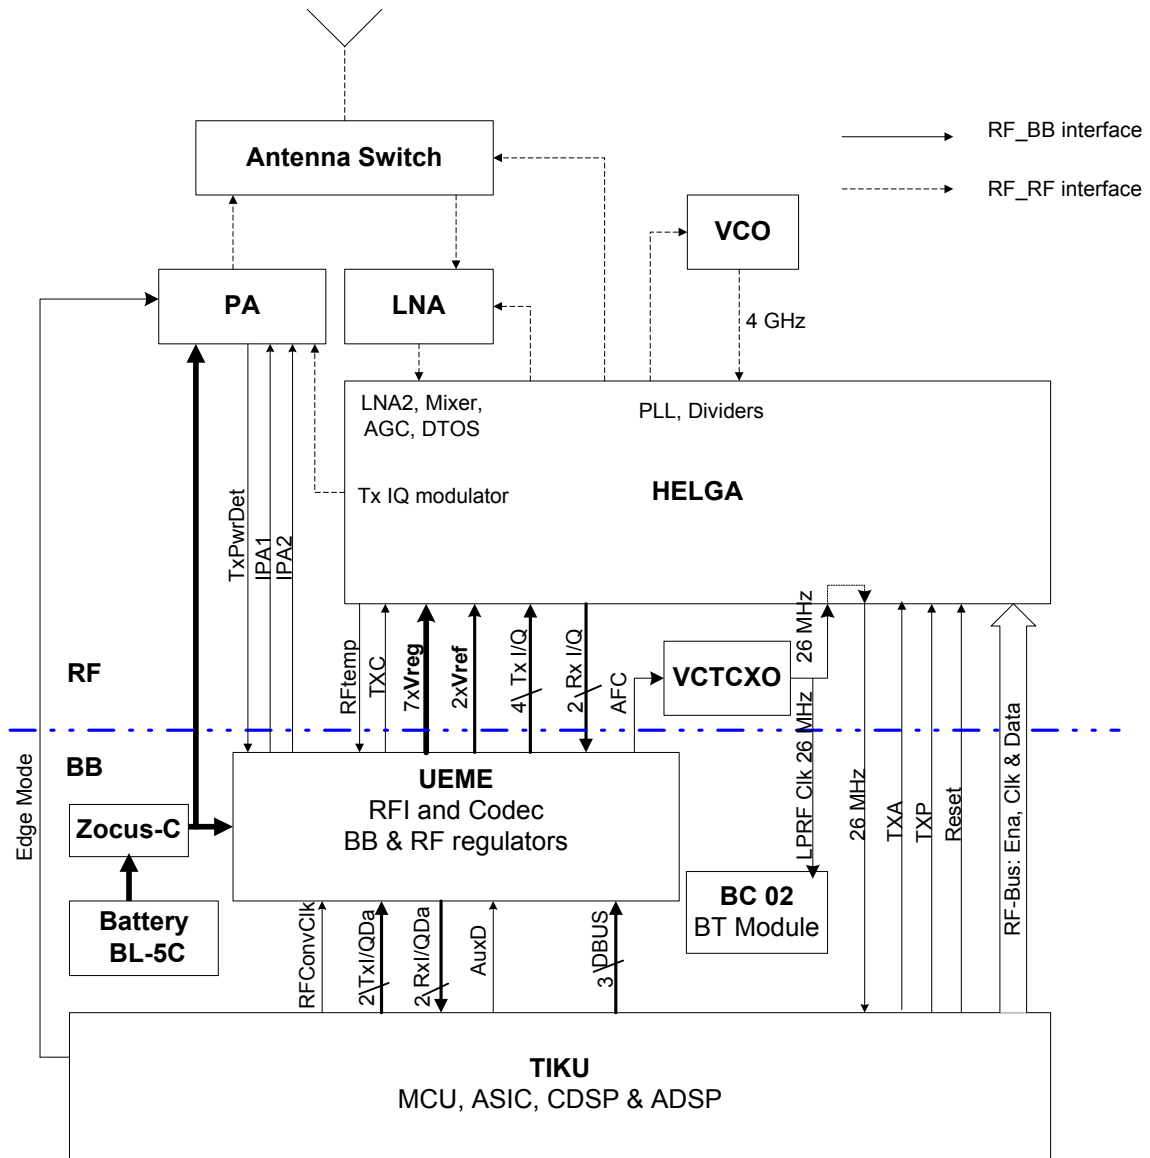 RF_BB interface
Antenna Switch
RF_RF interface
VCO
PA
LNA
4 GHz
LNA2, Mixer,
AGC, DTOS
PLL, Dividers
HELGA
Tx IQ modulator
TxPwrDet
IPA1
IPA2
RF
RFtemp
TXC
7xVreg
2xVref
4 Tx I/Q
2 Rx I/Q
AFC
VCTCXO
26 MHz
BB
Edge Mode
UEME
RFI and Codec
BB & RF regulators
LPRF Clk 26 MHz
26 MHz
TXA
TXP
Reset
RF-Bus: Ena, Clk & Data
Zocus-C
Battery
BL-5C
BC 02
BT Module
RFConvClk
2 TxI/QDa
2 RxI/QDa
AuxD
3 DBUS
TIKU
MCU, ASIC, CDSP & ADSP